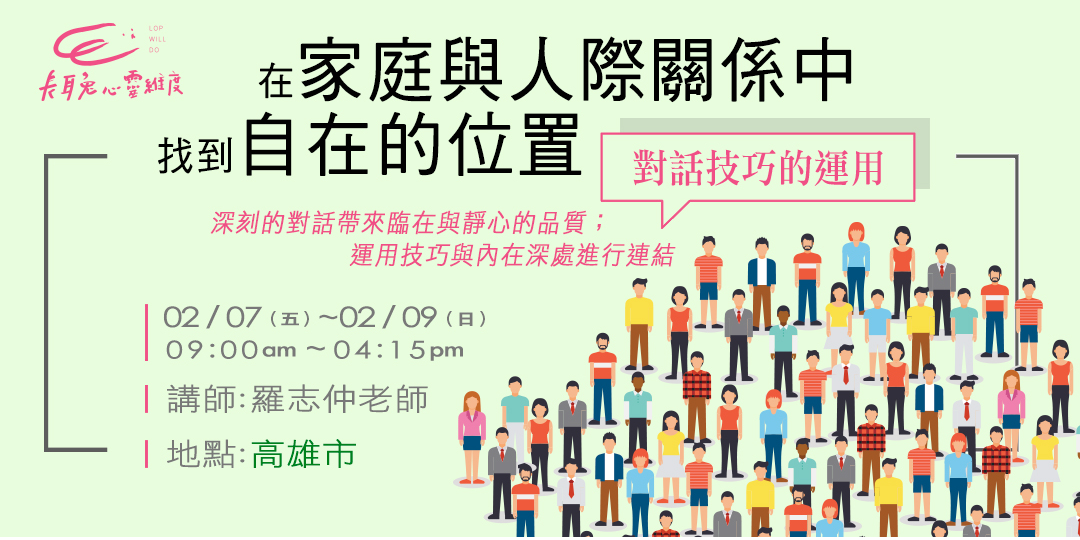 LOP
WILL
DO
長耳兔心靈維度
在家庭與人際關係中
找到自在的位置
對話技巧的運用
深刻的對話帶來臨在與靜心的品質；
運用技巧與內在深處進行連結
02 / 07（五）~02 / 09（日）
09:00am ~ 04:15pm
講師:羅志仲老師
地點:高雄市